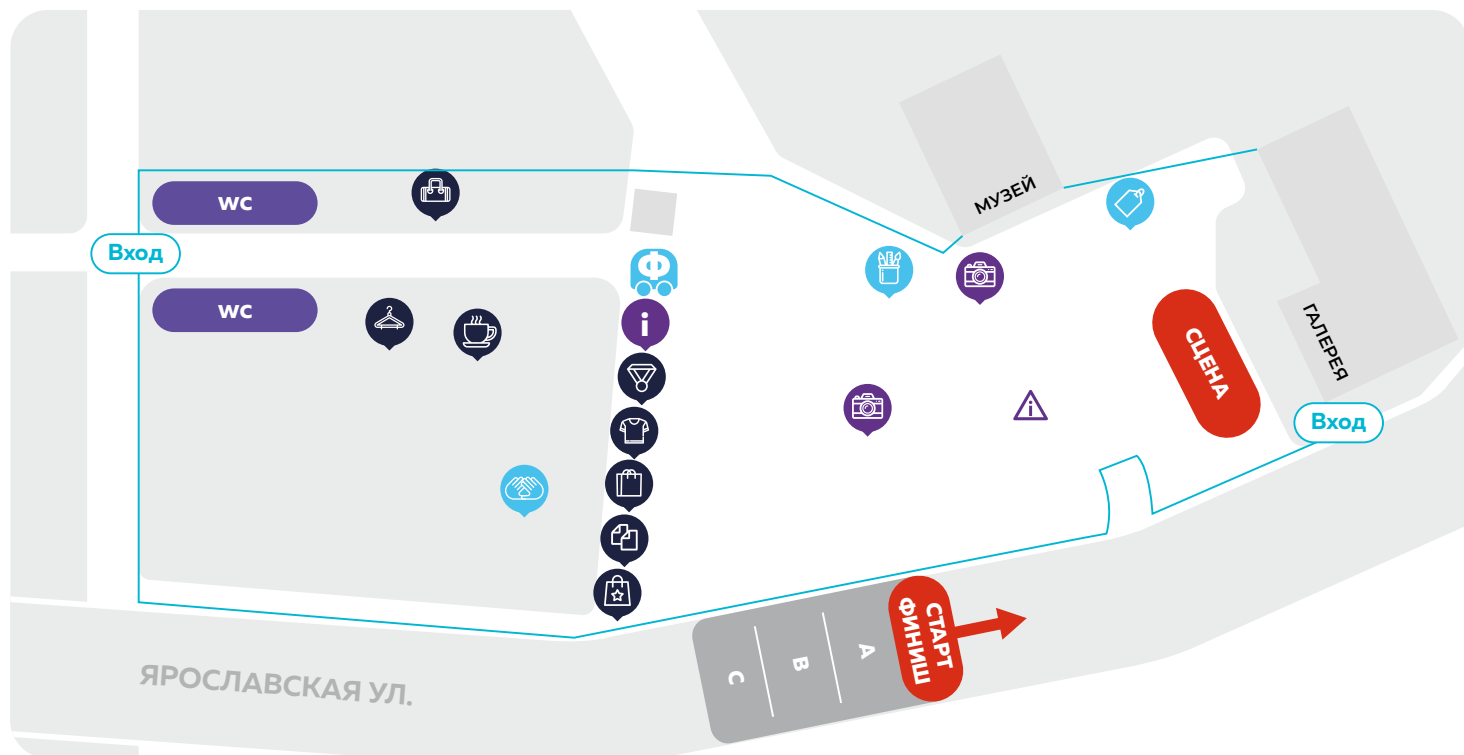 WC
Вход
WC
Ф
i
МУЗЕЙ
ГАЛЕРЕЯ
СЦЕНА
i
Вход
СТАРТ
ФИНИШ
A
B
C
ЯРОСЛАВСКАЯ УЛ.